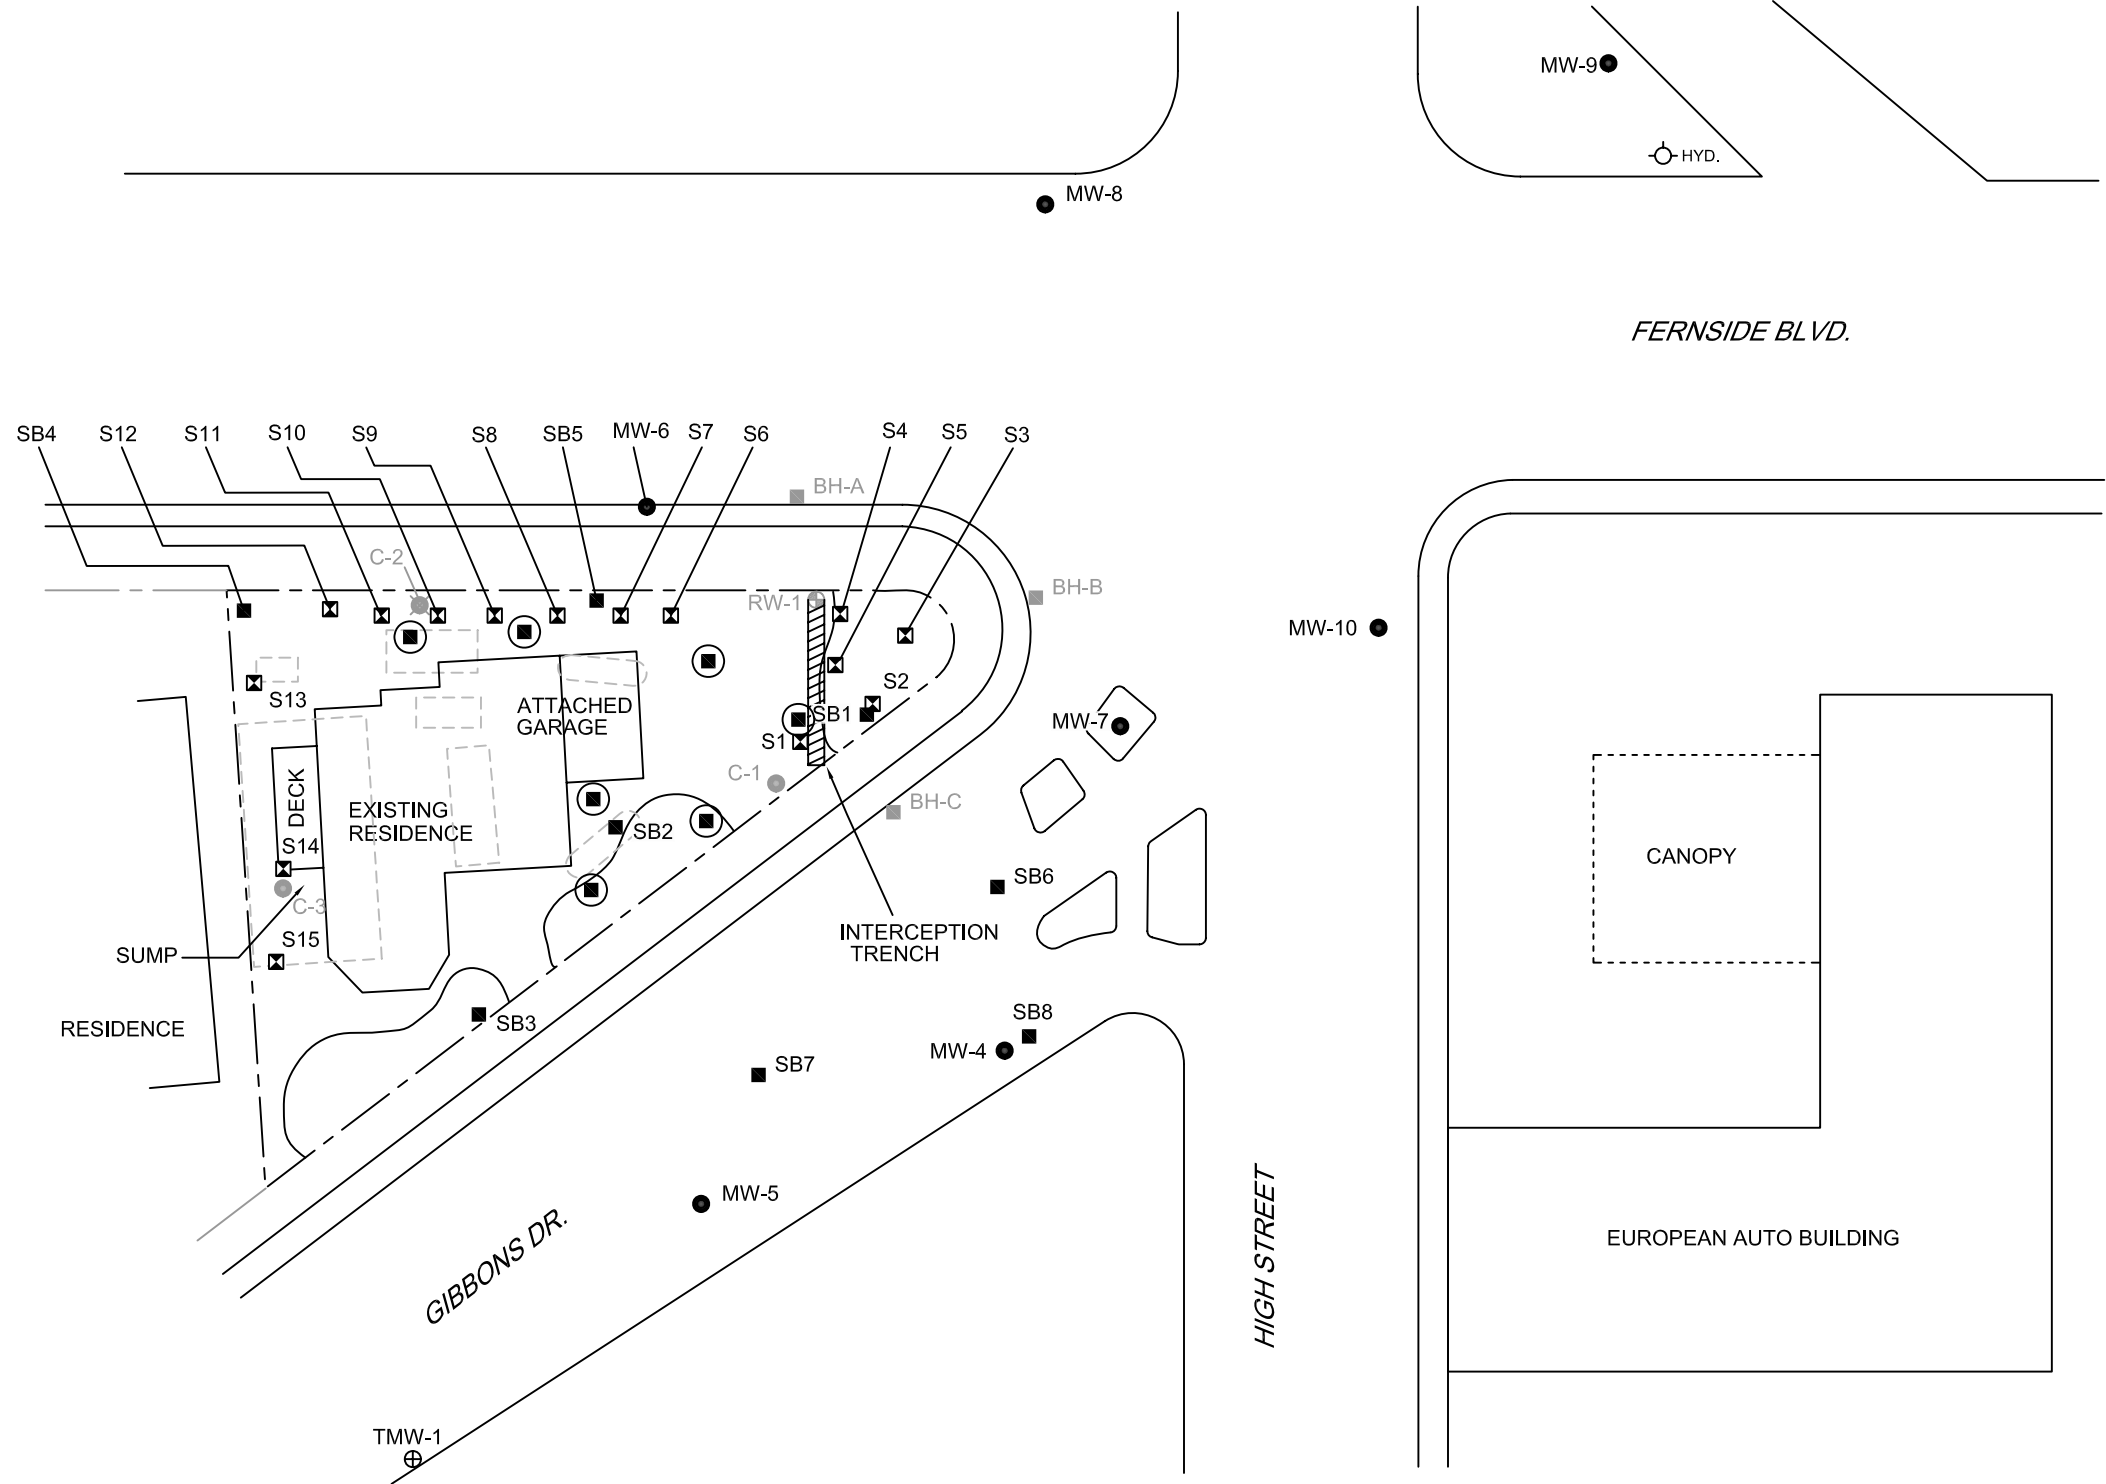 MW-9
HYD.
MW-8
FERNSIDE BLVD.
SB4
S12
S11
S10
S9
S8
SB5
MW-6
S7
S6
S4
S5
S3
BH-A
C-2
BH-B
RW-1
MW-10
S13
S2
ATTACHED
GARAGE
SB1
MW-7
S1
C-1
DECK
EXISTING
RESIDENCE
BH-C
SB2
S14
CANOPY
SB6
C-3
INTERCEPTION
TRENCH
S15
SUMP
SB8
SB3
RESIDENCE
MW-4
SB7
MW-5
GIBBONS DR.
HIGH STREET
EUROPEAN AUTO BUILDING
TMW-1